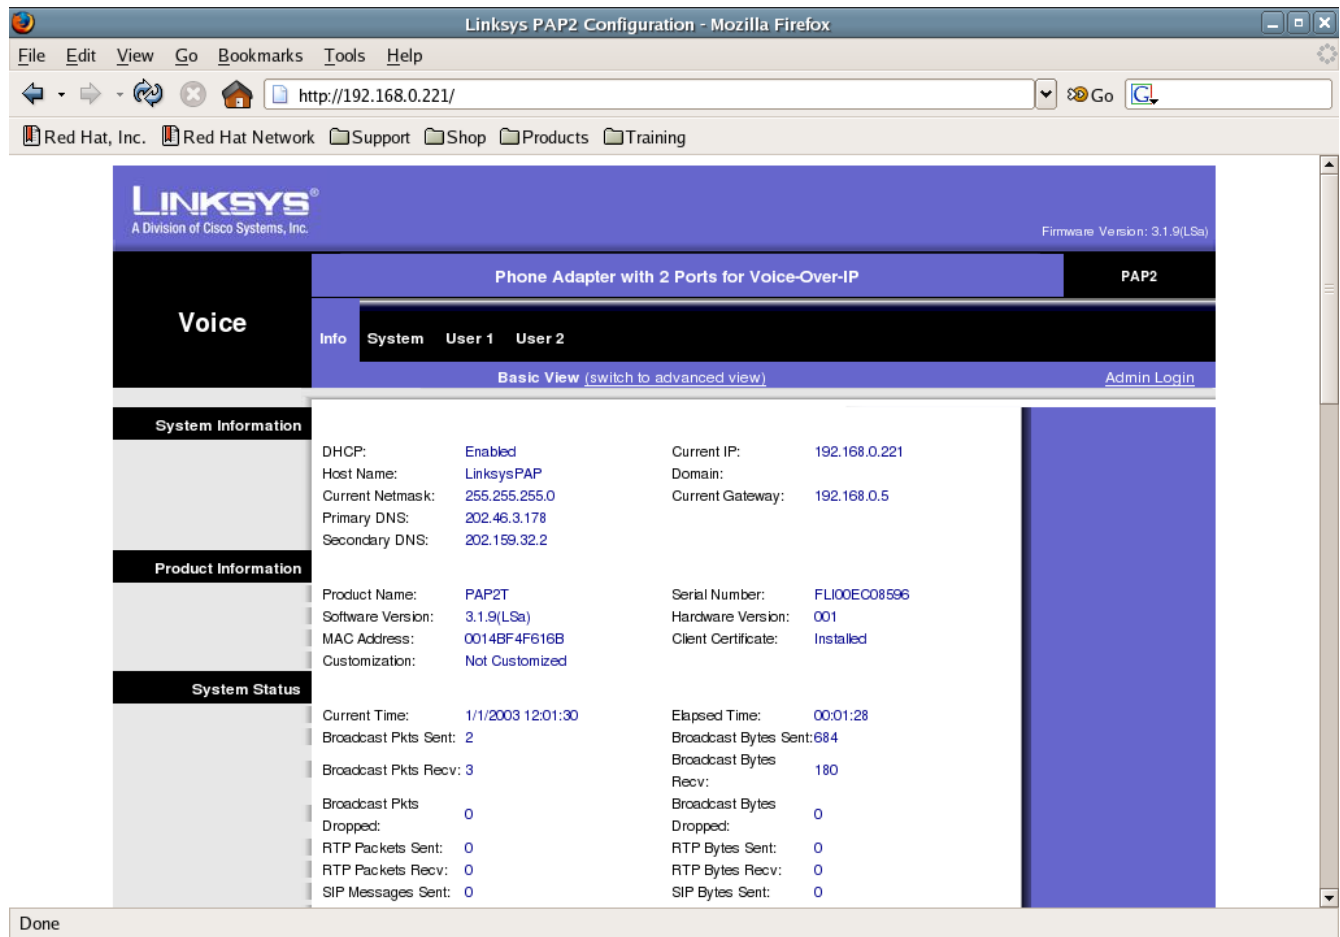 Linksys PAP2 Configuration - Mozilla Firefox
File Edit View Go Bookmarks Tools Help
http://192.168.0.221/ Go G
Red Hat, Inc. Red Hat Network Support Shop Products Training
LINKSYS®
A Division of Cisco Systems, Inc.
Firmware Version: 3.1.9(LSa)
Phone Adapter with 2 Ports for Voice-Over-IP PAP2
Voice
Info System User 1 User 2
Basic View (switch to advanced view) Admin Login
System Information
DHCP: Enabled Current IP: 192.168.0.221
Host Name: LinksysPAP Domain:
Current Netmask: 255.255.255.0 Current Gateway: 192.168.0.5
Primary DNS: 202.46.3.178
Secondary DNS: 202.159.32.2
Product Information
Product Name: PAP2T Serial Number: FLI00EC08596
Software Version: 3.1.9(LSa) Hardware Version: 001
MAC Address: 0014BF4F616B Client Certificate: Installed
Customization: Not Customized
System Status
Current Time: 1/1/2003 12:01:30 Elapsed Time: 00:01:28
Broadcast Pkts Sent: 2 Broadcast Bytes Sent: 684
Broadcast Pkts Recv: 3 Broadcast Bytes Recv: 180
Broadcast Pkts Dropped: 0 Broadcast Bytes Dropped: 0
RTP Packets Sent: 0 RTP Bytes Sent: 0
RTP Packets Recv: 0 RTP Bytes Recv: 0
SIP Messages Sent: 0 SIP Bytes Sent: 0
Done